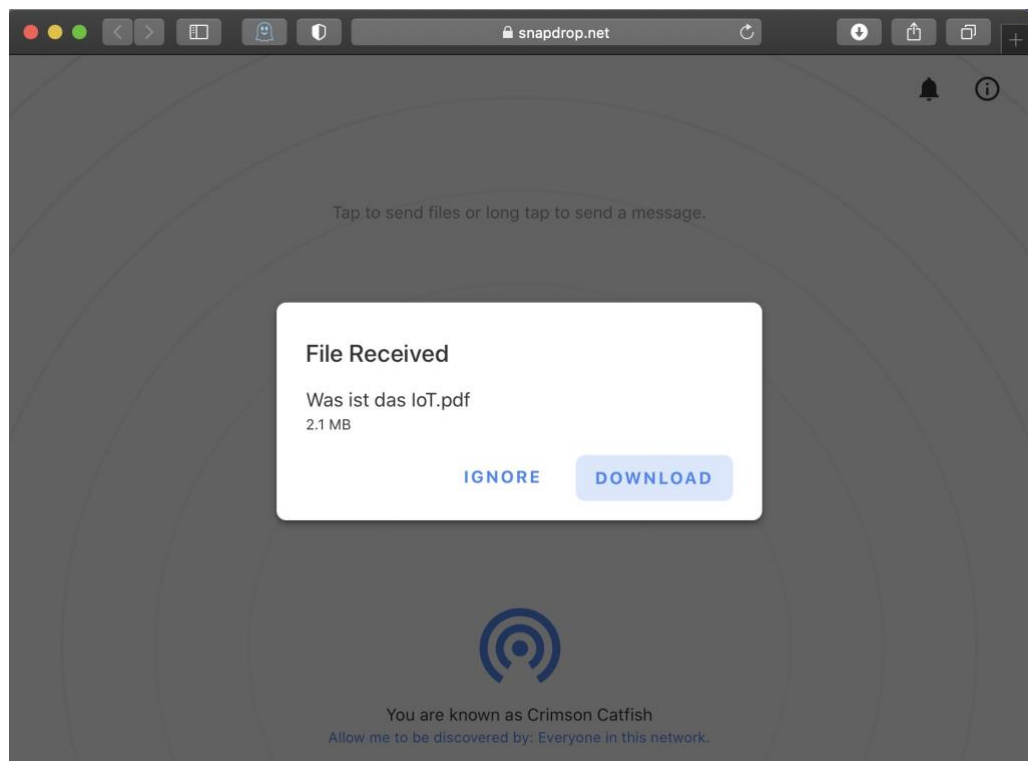 snapdrop.net
Tap to send files or long tap to send a message.
File Received
Was ist das IoT.pdf
2.1 MB
IGNORE DOWNLOAD
You are known as Crimson Catfish
Allow me to be discovered by: Everyone in this network.